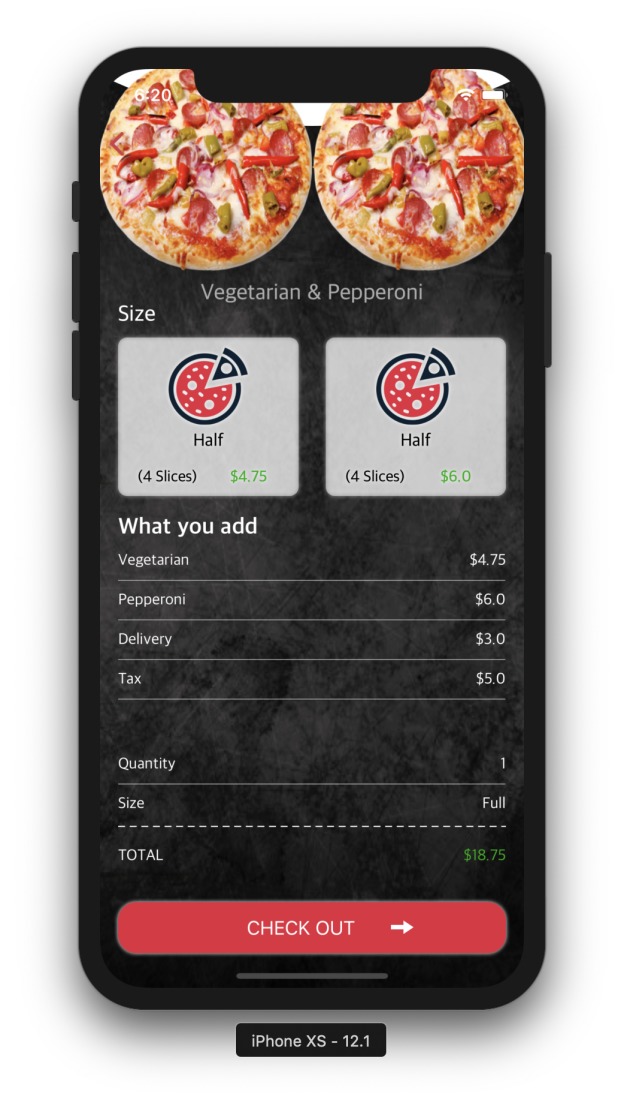 6:20
Vegetarian & Pepperoni
Size
Half
(4 Slices) $4.75
Half
(4 Slices) $6.0
What you add
Vegetarian $4.75
Pepperoni $6.0
Delivery $3.0
Tax $5.0
Quantity 1
Size Full
TOTAL $18.75
CHECK OUT
iPhone XS - 12.1